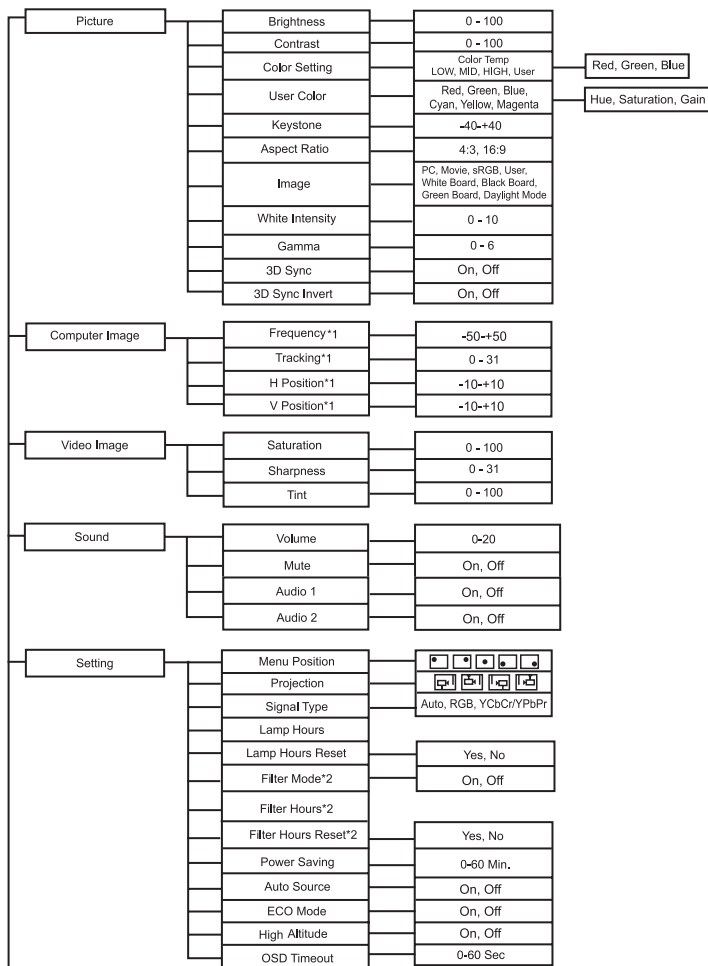 Picture
Brightness
0 - 100
Contrast
0 - 100
Color Setting
Color Temp
LOW, MID, HIGH, User
Red, Green, Blue
User Color
Red, Green, Blue,
Cyan, Yellow, Magenta
Hue, Saturation, Gain
Keystone
-40-+40
Aspect Ratio
4:3, 16:9
Image
PC, Movie, sRGB, User,
White Board, Black Board,
Green Board, Daylight Mode
White Intensity
0 - 10
Gamma
0 - 6
3D Sync
On, Off
3D Sync Invert
On, Off
Computer Image
Frequency*1
-50-+50
Tracking*1
0 - 31
H Position*1
-10-+10
V Position*1
-10-+10
Video Image
Saturation
0 - 100
Sharpness
0 - 31
Tint
0 - 100
Sound
Volume
0-20
Mute
On, Off
Audio 1
On, Off
Audio 2
On, Off
Setting
Menu Position
Projection
Signal Type
Auto, RGB, YCbCr/YPbPr
Lamp Hours
Lamp Hours Reset
Yes, No
Filter Mode*2
On, Off
Filter Hours*2
Filter Hours Reset*2
Yes, No
Power Saving
0-60 Min.
Auto Source
On, Off
ECO Mode
On, Off
High Altitude
On, Off
OSD Timeout
0-60 Sec